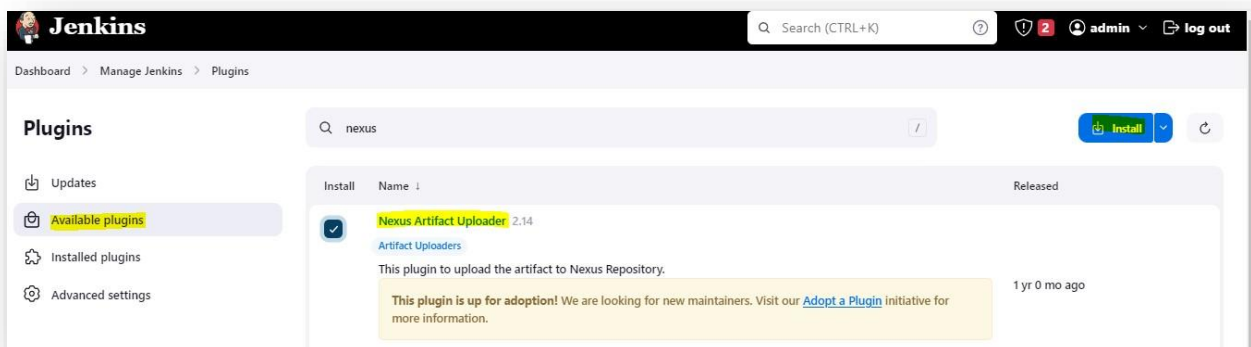 Jenkins
Search (CTRL+K)
2
admin
log out
Dashboard > Manage Jenkins > Plugins
Plugins
nexus
/
Install
Updates
Available plugins
Installed plugins
Advanced settings
Install Name ↓ Released
Nexus Artifact Uploader 2.14
Artifact Uploaders
This plugin to upload the artifact to Nexus Repository.
This plugin is up for adoption! We are looking for new maintainers. Visit our Adopt a Plugin initiative for
more information.
1 yr 0 mo ago